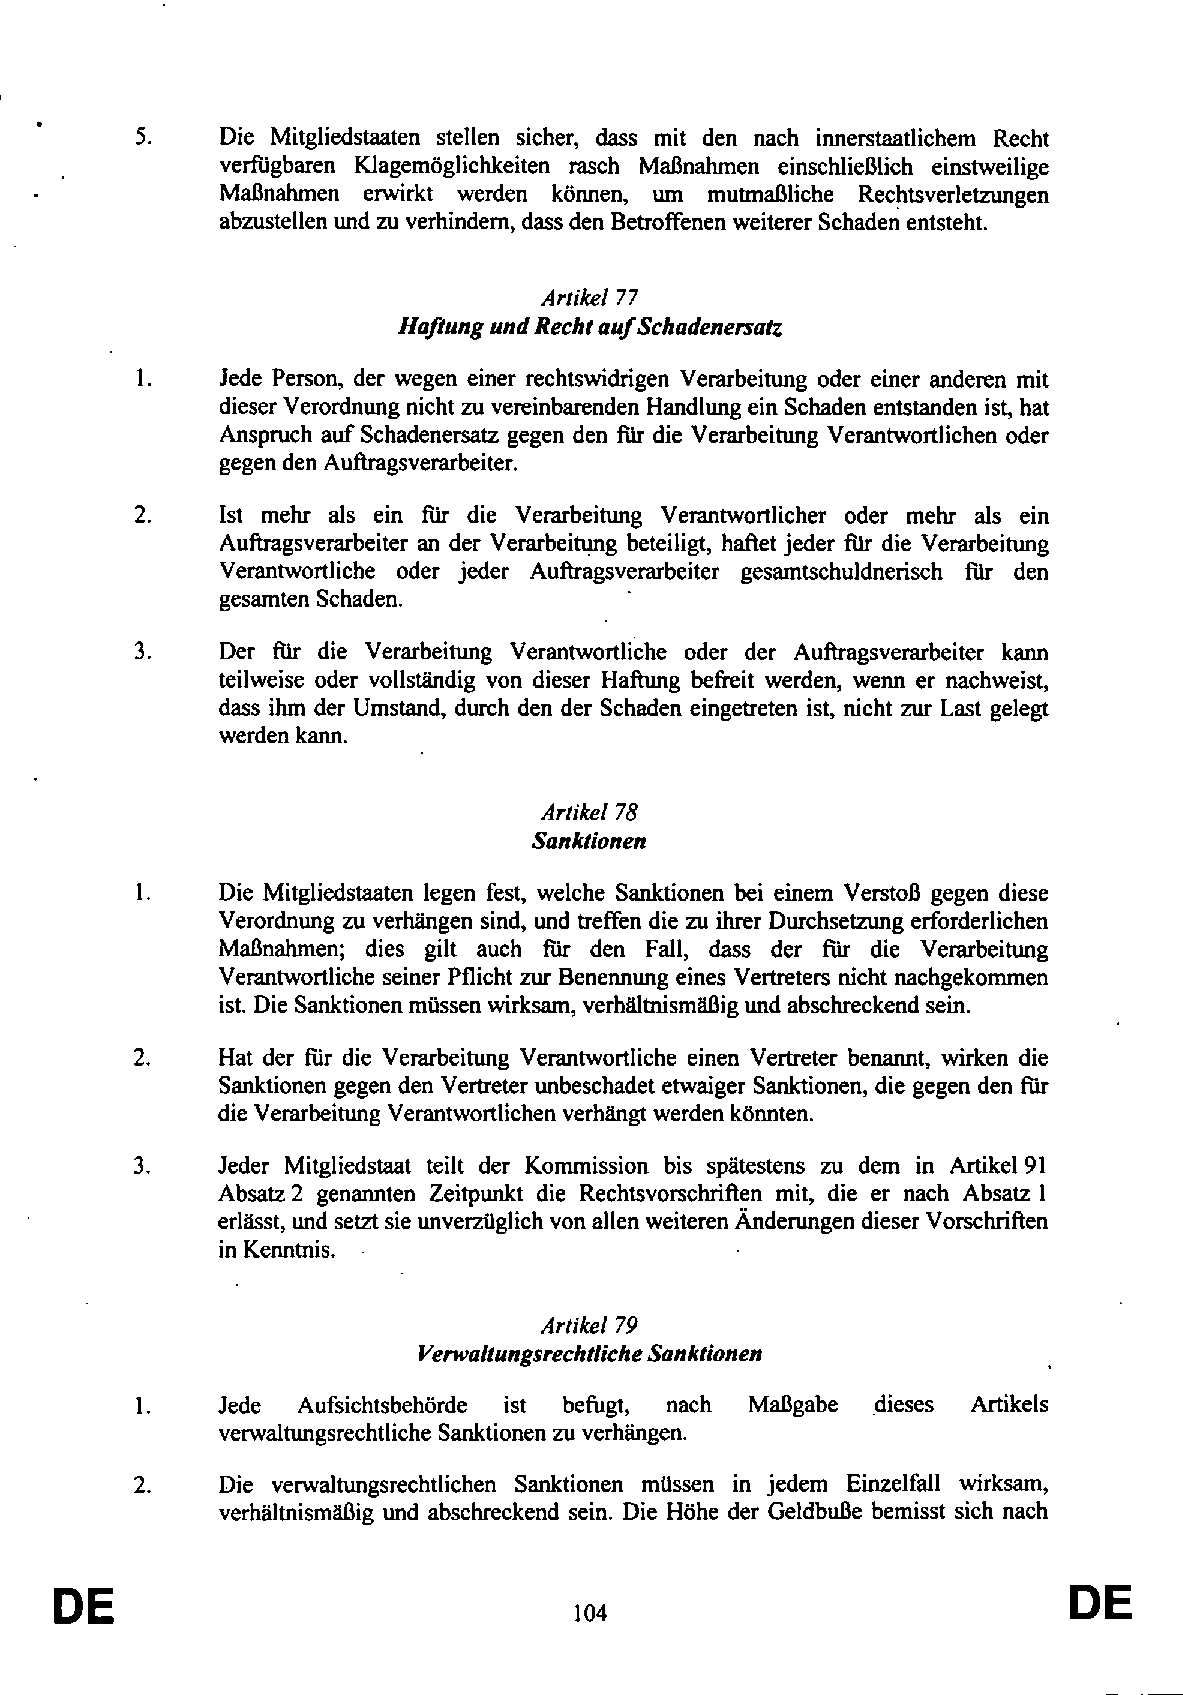 5. Die Mitgliedstaaten stellen sicher, dass mit den nach innerstaatlichem Recht
verfügbaren Klagemöglichkeiten rasch Maßnahmen einschließlich einstweilige
Maßnahmen erwirkt werden können, um mutmaßliche Rechtsverletzungen
abzustellen und zu verhindern, dass den Betroffenen weiterer Schaden entsteht.
Artikel 77
Haftung und Recht auf Schadenersatz
1. Jede Person, der wegen einer rechtswidrigen Verarbeitung oder einer anderen mit
dieser Verordnung nicht zu vereinbarenden Handlung ein Schaden entstanden ist, hat
Anspruch auf Schadenersatz gegen den für die Verarbeitung Verantwortlichen oder
gegen den Auftragsverarbeiter.
2. Ist mehr als ein für die Verarbeitung Verantwortlicher oder mehr als ein
Auftragsverarbeiter an der Verarbeitung beteiligt, haftet jeder für die Verarbeitung
Verantwortliche oder jeder Auftragsverarbeiter gesamtschuldnerisch für den
gesamten Schaden.
3. Der für die Verarbeitung Verantwortliche oder der Auftragsverarbeiter kann
teilweise oder vollständig von dieser Haftung befreit werden, wenn er nachweist,
dass ihm der Umstand, durch den der Schaden eingetreten ist, nicht zur Last gelegt
werden kann.
Artikel 78
Sanktionen
1. Die Mitgliedstaaten legen fest, welche Sanktionen bei einem Verstoß gegen diese
Verordnung zu verhängen sind, und treffen die zu ihrer Durchsetzung erforderlichen
Maßnahmen; dies gilt auch für den Fall, dass der für die Verarbeitung
Verantwortliche seiner Pflicht zur Benennung eines Vertreters nicht nachgekommen
ist. Die Sanktionen müssen wirksam, verhältnismäßig und abschreckend sein.
2. Hat der für die Verarbeitung Verantwortliche einen Vertreter benannt, wirken die
Sanktionen gegen den Vertreter unbeschadet etwaiger Sanktionen, die gegen den für
die Verarbeitung Verantwortlichen verhängt werden könnten.
3. Jeder Mitgliedstaat teilt der Kommission bis spätestens zu dem in Artikel 91
Absatz 2 genannten Zeitpunkt die Rechtsvorschriften mit, die er nach Absatz 1
erlässt, und setzt sie unverzüglich von allen weiteren Änderungen dieser Vorschriften
in Kenntnis.
Artikel 79
Verwaltungsrechtliche Sanktionen
1. Jede Aufsichtsbehörde ist befugt, nach Maßgabe dieses Artikels
verwaltungsrechtliche Sanktionen zu verhängen.
2. Die verwaltungsrechtlichen Sanktionen müssen in jedem Einzelfall wirksam,
verhältnismäßig und abschreckend sein. Die Höhe der Geldbuße bemisst sich nach
DE 104 DE